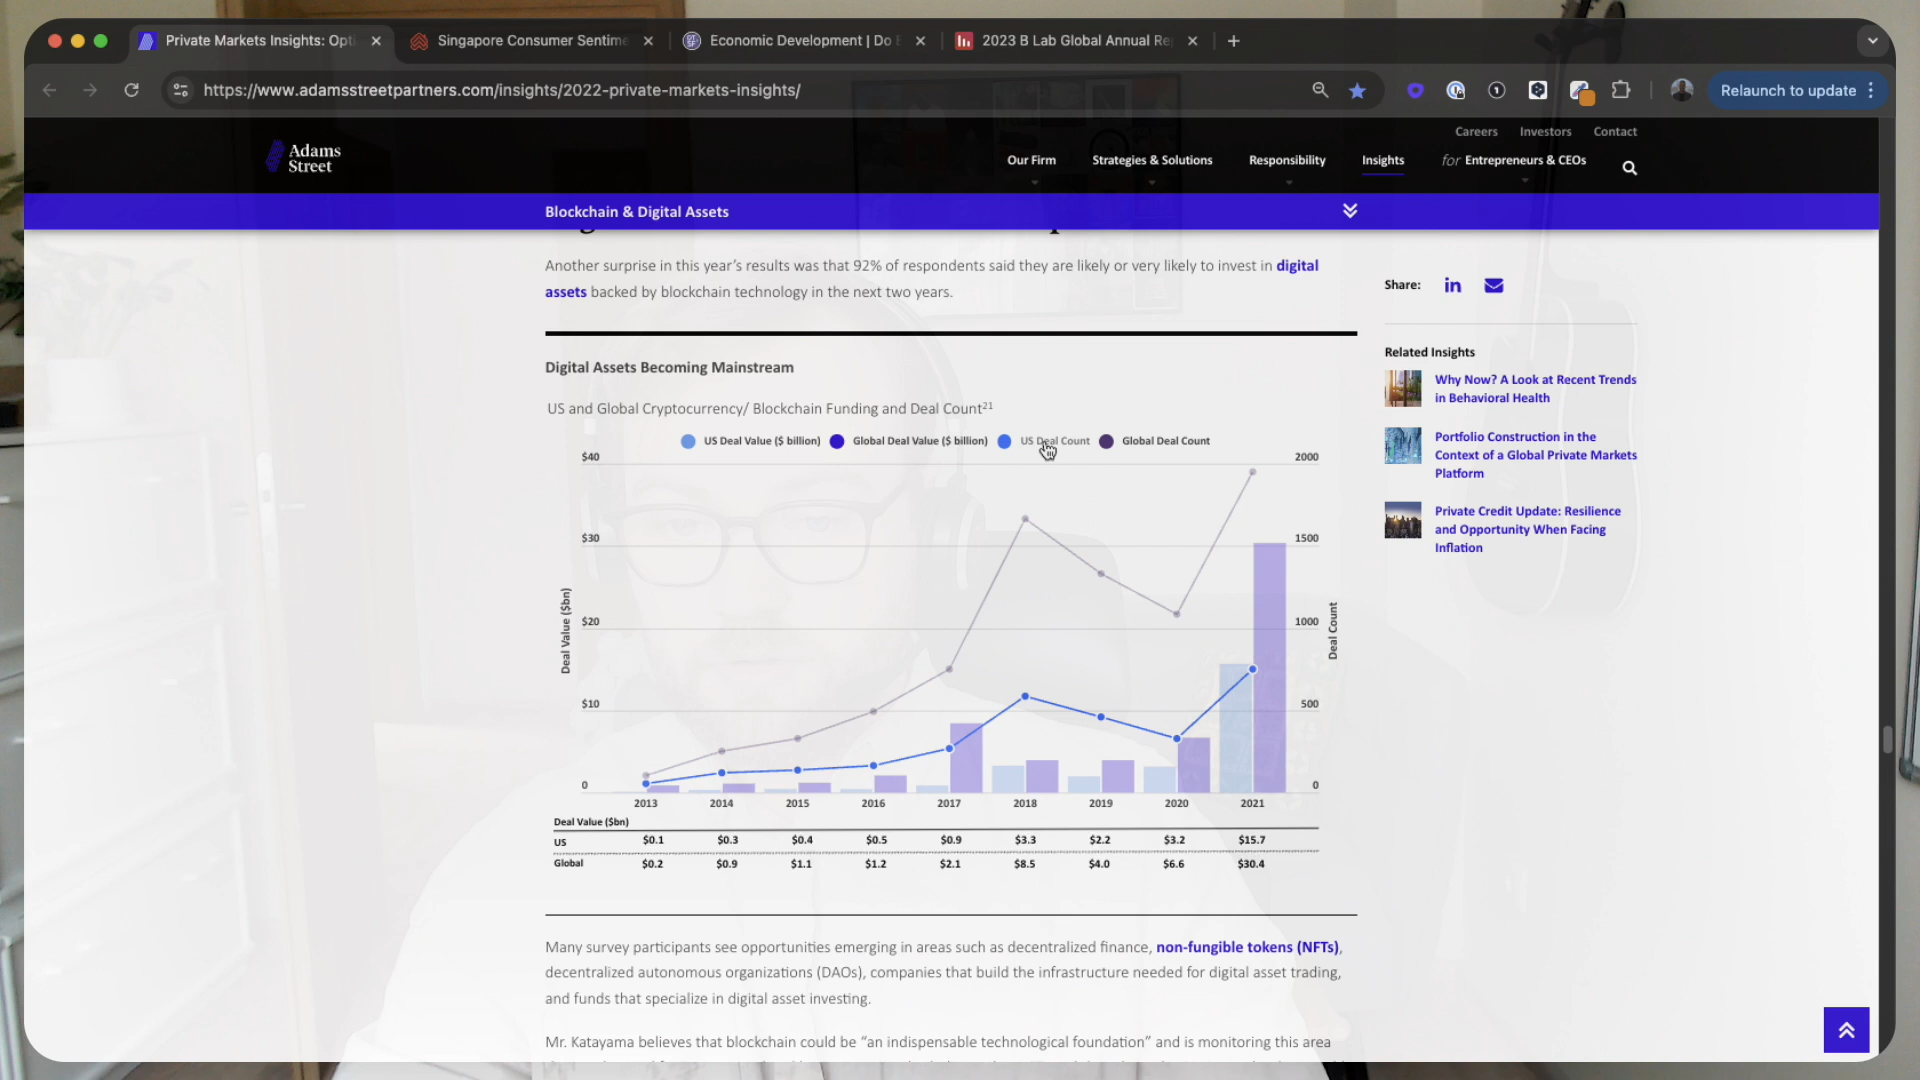 Private Markets Insights: Opti
Singapore Consumer Sentime
Economic Development | Do
2023 B Lab Global Annual Re
https://www.adamsstreetpartners.com/insights/2022-private-markets-insights/
Relaunch to update
Careers Investors Contact
Adams
Street
Our Firm Strategies & Solutions Responsibility Insights for Entrepreneurs & CEOs
Blockchain & Digital Assets
Another surprise in this year's results was that 92% of respondents said they are likely or very likely to invest in digital
assets backed by blockchain technology in the next two years.
Share:
Related Insights
Why Now? A Look at Recent Trends
in Behavioral Health
Portfolio Construction in the
Context of a Global Private Markets
Platform
Private Credit Update: Resilience
and Opportunity When Facing
Inflation
Digital Assets Becoming Mainstream
US and Global Cryptocurrency/ Blockchain Funding and Deal Count21
US Deal Value ($ billion) Global Deal Value ($ billion) US Deal Count Global Deal Count
$40 2000
$30 1500
$20 1000
$10 500
0 0
Deal Value ($bn)
Deal Count
2013 2014 2015 2016 2017 2018 2019 2020 2021
Deal Value ($bn)
US $0.1 $0.3 $0.4 $0.5 $0.9 $3.3 $2.2 $3.2 $15.7
Global $0.2 $0.9 $1.1 $1.2 $2.1 $8.5 $4.0 $6.6 $30.4
Many survey participants see opportunities emerging in areas such as decentralized finance, non-fungible tokens (NFTs),
decentralized autonomous organizations (DAOs), companies that build the infrastructure needed for digital asset trading,
and funds that specialize in digital asset investing.
Mr. Katayama believes that blockchain could be “an indispensable technological foundation” and is monitoring this area